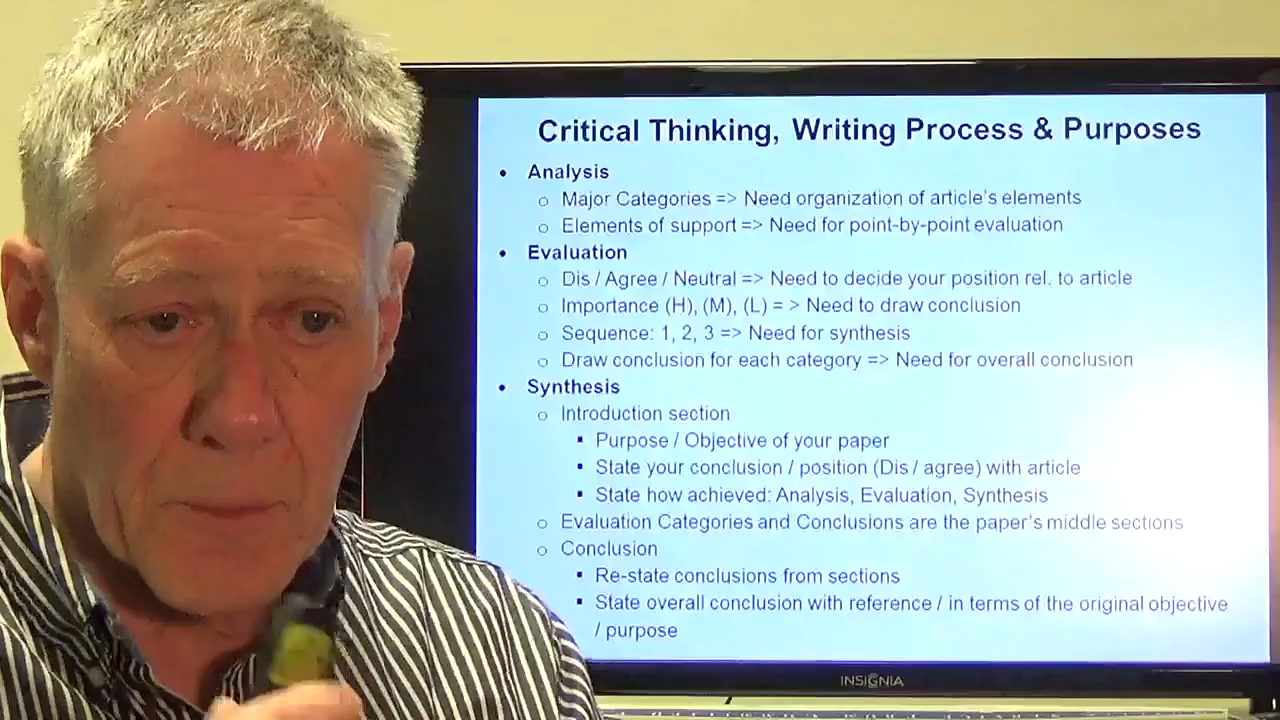 Critical Thinking, Writing Process & Purposes
• Analysis
o Major Categories => Need organization of article's elements
o Elements of support => Need for point-by-point evaluation
• Evaluation
o Dis / Agree / Neutral => Need to decide your position rel. to article
o Importance (H), (M), (L) = > Need to draw conclusion
o Sequence: 1, 2, 3 => Need for synthesis
o Draw conclusion for each category => Need for overall conclusion
• Synthesis
o Introduction section
▪ Purpose / Objective of your paper
▪ State your conclusion / position (Dis / agree) with article
▪ State how achieved: Analysis, Evaluation, Synthesis
o Evaluation Categories and Conclusions are the paper's middle sections
o Conclusion
▪ Re-state conclusions from sections
▪ State overall conclusion with reference / in terms of the original objective
/ purpose
INSIGNIA